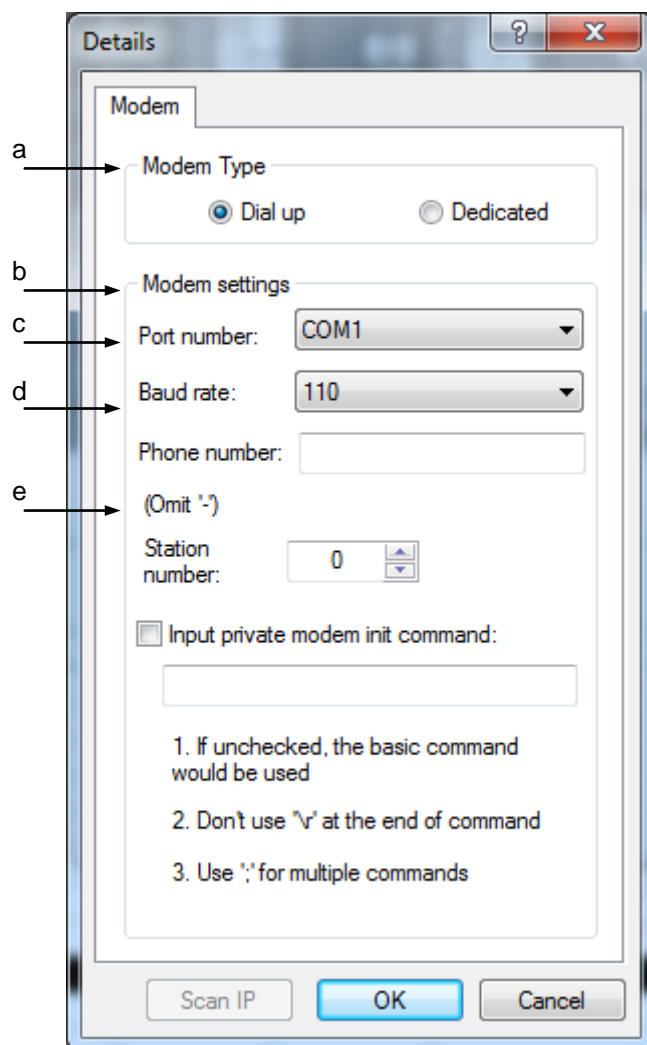 Details
?
X
Modem
a
Modem Type
Dial up Dedicated
b
Modem settings
c
Port number: COM1
d
Baud rate: 110
Phone number:
e
(Omit '-')
Station
number:
0
Input private modem init command:
1. If unchecked, the basic command
would be used
2. Don't use '\r' at the end of command
3. Use ';' for multiple commands
Scan IP OK Cancel